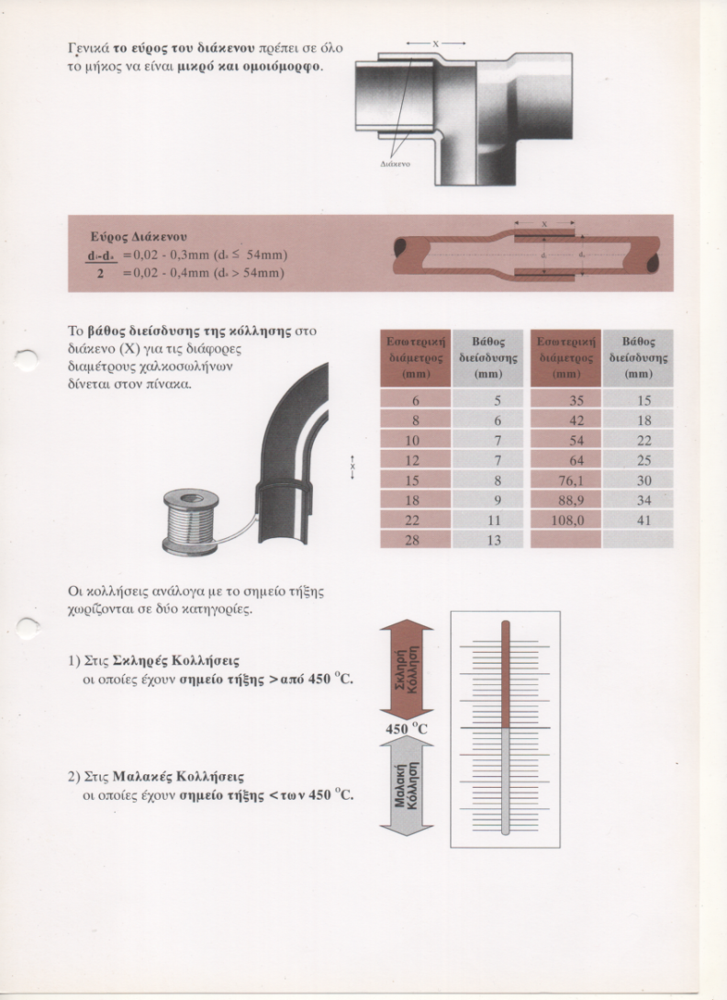 Γενικά το εύρος του διάκενου πρέπει σε όλο
το μήκος να είναι μικρό και ομοιόμορφο.
X
Διάκενο
Εύρος Διάκενου
=0,02 - 0,3mm (dₐ ≤ 54mm)
2 =0,02 - 0,4mm (dₐ > 54mm)
X
Το βάθος διείσδυσης της κόλλησης στο
διάκενο (Χ) για τις διάφορες
διαμέτρους χαλκοσωλήνων
δίνεται στον πίνακα.
X
Εσωτερική διάμετρος (mm) Βάθος διείσδυσης (mm) Εσωτερική διάμετρος (mm) Βάθος διείσδυσης (mm)
6 5 35 15
8 6 42 18
10 7 54 22
12 7 64 25
15 8 76,1 30
18 9 88,9 34
22 11 108,0 41
28 13
Οι κολλήσεις ανάλογα με το σημείο τήξης
χωρίζονται σε δύο κατηγορίες.
1) Στις Σκληρές Κολλήσεις
οι οποίες έχουν σημείο τήξης >από 450 °C.
Σκληρή
Κόλληση
450 °C
2) Στις Μαλακές Κολλήσεις
οι οποίες έχουν σημείο τήξης <των 450 °C.
Μαλακή
Κόλληση